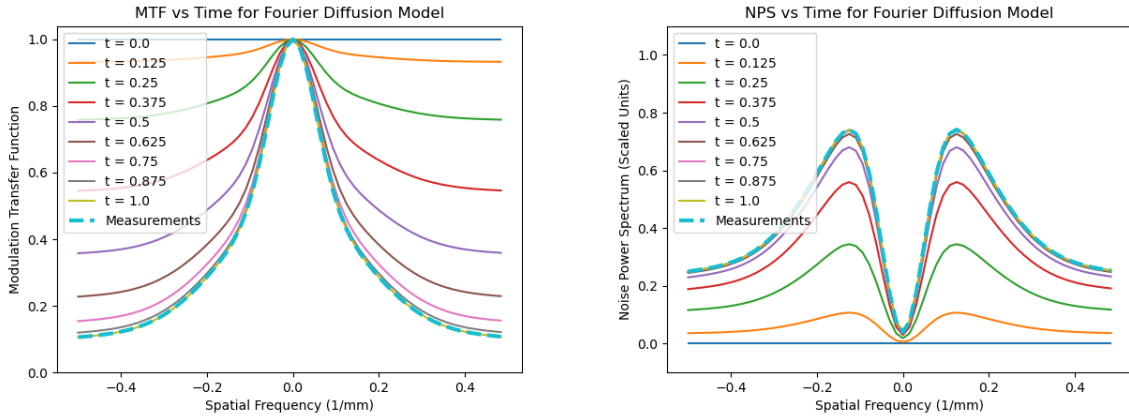 MTF vs Time for Fourier Diffusion Model
Modulation Transfer Function
1.0
0.8
0.6
0.4
0.2
0.0
t = 0.0
t = 0.125
t = 0.25
t = 0.375
t = 0.5
t = 0.625
t = 0.75
t = 0.875
t = 1.0
Measurements
−0.4 −0.2 0.0 0.2 0.4
Spatial Frequency (1/mm)
NPS vs Time for Fourier Diffusion Model
Noise Power Spectrum (Scaled Units)
1.0
0.8
0.6
0.4
0.2
0.0
t = 0.0
t = 0.125
t = 0.25
t = 0.375
t = 0.5
t = 0.625
t = 0.75
t = 0.875
t = 1.0
Measurements
−0.4 −0.2 0.0 0.2 0.4
Spatial Frequency (1/mm)